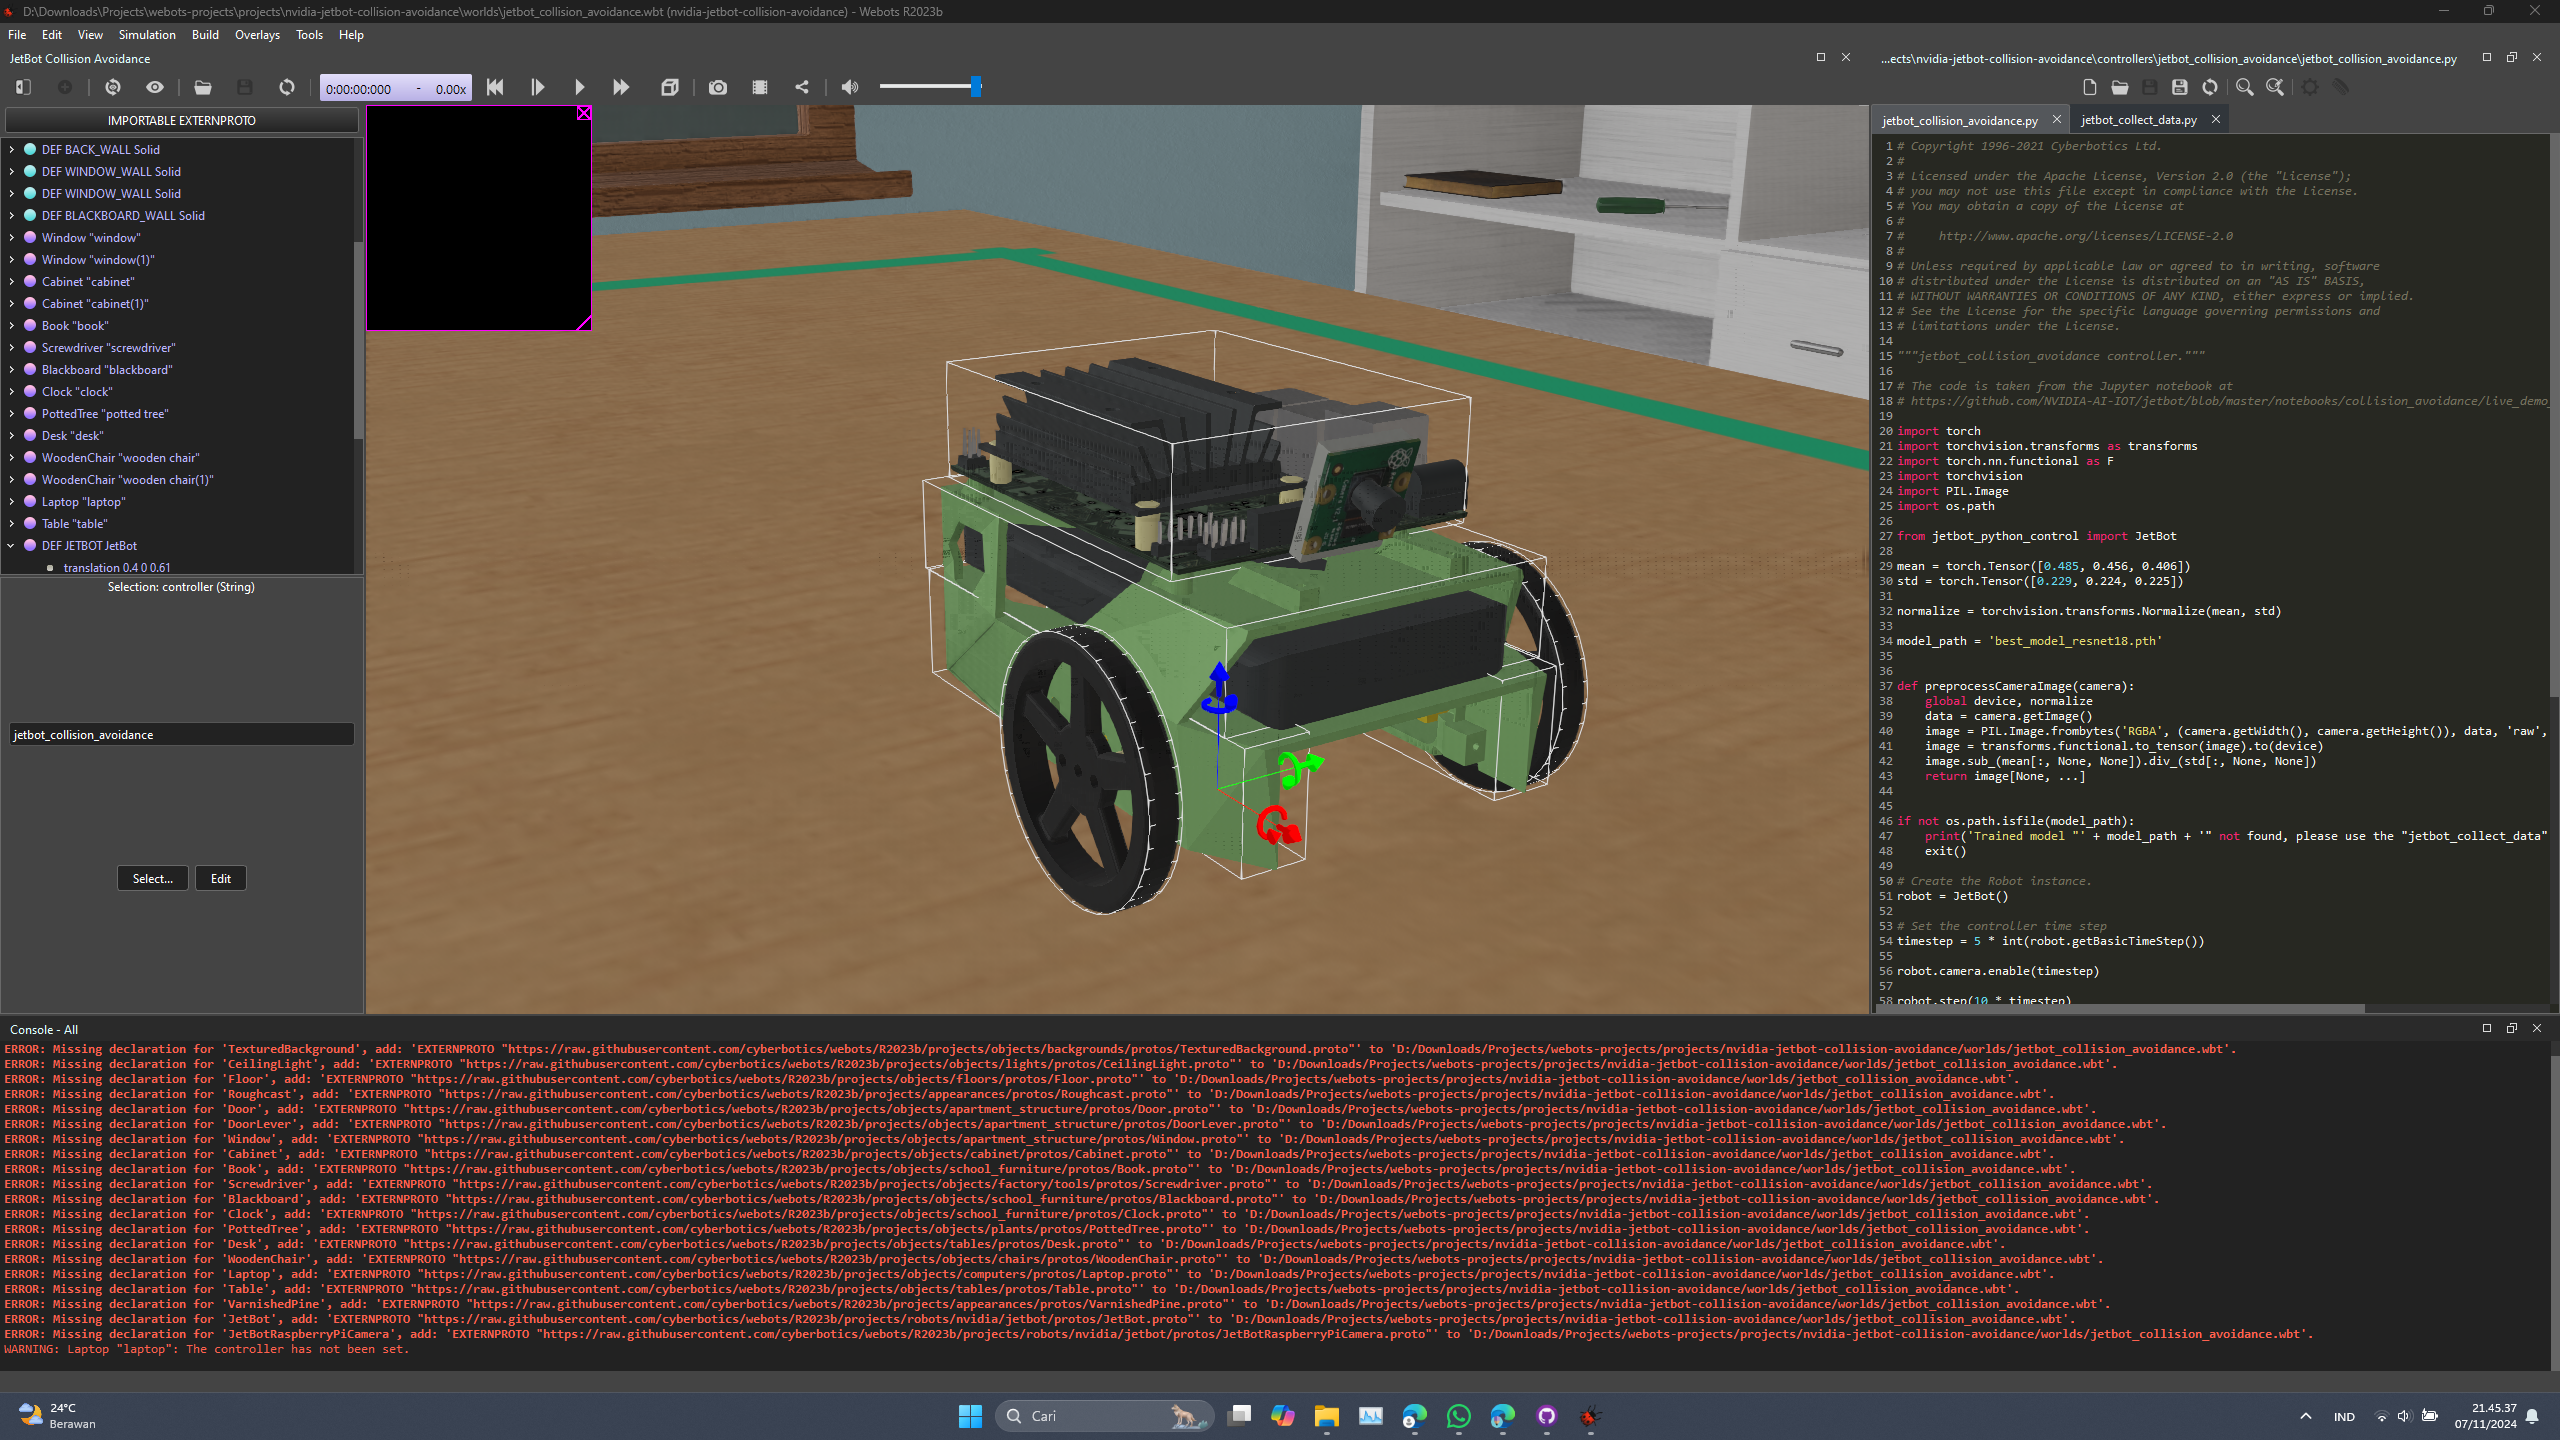 D:\Downloads\Projects\webots-projects\projects\nvidia-jetbot-collision-avoidance\worlds\jetbot_collision_avoidance.wbt (nvidia-jetbot-collision-avoidance) - Webots R2023b
File Edit View Simulation Build Overlays Tools Help
JetBot Collision Avoidance
0:00:00:000 - 0.00x
IMPORTABLE EXTERNPROTO
DEF BACK_WALL Solid
DEF WINDOW_WALL Solid
DEF WINDOW_WALL Solid
DEF BLACKBOARD_WALL Solid
Window "window"
Window "window(1)"
Cabinet "cabinet"
Cabinet "cabinet(1)"
Book "book"
Screwdriver "screwdriver"
Blackboard "blackboard"
Clock "clock"
PottedTree "potted tree"
Desk "desk"
WoodenChair "wooden chair"
WoodenChair "wooden chair(1)"
Laptop "laptop"
Table "table"
DEF JETBOT JetBot
translation 0.4 0 0.61
Selection: controller (String)
jetbot_collision_avoidance
Select... Edit
...ects\nvidia-jetbot-collision-avoidance\controllers\jetbot_collision_avoidance\jetbot_collision_avoidance.py
jetbot_collision_avoidance.py jetbot_collect_data.py
1 # Copyright 1996-2021 Cyberbotics Ltd.
2 #
3 # Licensed under the Apache License, Version 2.0 (the "License");
4 # you may not use this file except in compliance with the License.
5 # You may obtain a copy of the License at
6 #
7 #     http://www.apache.org/licenses/LICENSE-2.0
8 #
9 # Unless required by applicable law or agreed to in writing, software
10 # distributed under the License is distributed on an "AS IS" BASIS,
11 # WITHOUT WARRANTIES OR CONDITIONS OF ANY KIND, either express or implied.
12 # See the License for the specific language governing permissions and
13 # limitations under the License.
14
15 """jetbot_collision_avoidance controller."""
16
17 # The code is taken from the Jupyter notebook at
18 # https://github.com/NVIDIA-AI-IOT/jetbot/blob/master/notebooks/collision_avoidance/live_demo_
19
20 import torch
21 import torchvision.transforms as transforms
22 import torch.nn.functional as F
23 import torchvision
24 import PIL.Image
25 import os.path
26
27 from jetbot_python_control import JetBot
28
29 mean = torch.Tensor([0.485, 0.456, 0.406])
30 std = torch.Tensor([0.229, 0.224, 0.225])
31
32 normalize = torchvision.transforms.Normalize(mean, std)
33
34 model_path = 'best_model_resnet18.pth'
35
36
37 def preprocessCameraImage(camera):
38     global device, normalize
39     data = camera.getImage()
40     image = PIL.Image.frombytes('RGBA', (camera.getWidth(), camera.getHeight()), data, 'raw',
41     image = transforms.functional.to_tensor(image).to(device)
42     image.sub_(mean[:, None, None]).div_(std[:, None, None])
43     return image[None, ...]
44
45
46 if not os.path.isfile(model_path):
47     print('Trained model "' + model_path + '" not found, please use the "jetbot_collect_data"
48     exit()
49
50 # Create the Robot instance.
51 robot = JetBot()
52
53 # Set the controller time step
54 timestep = 5 * int(robot.getBasicTimeStep())
55
56 robot.camera.enable(timestep)
57
58 robot.step(10 * timestep)
Console - All
ERROR: Missing declaration for 'TexturedBackground', add: 'EXTERNPROTO "https://raw.githubusercontent.com/cyberbotics/webots/R2023b/projects/objects/backgrounds/protos/TexturedBackground.proto"' to 'D:/Downloads/Projects/webots-projects/projects/nvidia-jetbot-collision-avoidance/worlds/jetbot_collision_avoidance.wbt'.
ERROR: Missing declaration for 'CeilingLight', add: 'EXTERNPROTO "https://raw.githubusercontent.com/cyberbotics/webots/R2023b/projects/objects/lights/protos/CeilingLight.proto"' to 'D:/Downloads/Projects/webots-projects/projects/nvidia-jetbot-collision-avoidance/worlds/jetbot_collision_avoidance.wbt'.
ERROR: Missing declaration for 'Floor', add: 'EXTERNPROTO "https://raw.githubusercontent.com/cyberbotics/webots/R2023b/projects/objects/floors/protos/Floor.proto"' to 'D:/Downloads/Projects/webots-projects/projects/nvidia-jetbot-collision-avoidance/worlds/jetbot_collision_avoidance.wbt'.
ERROR: Missing declaration for 'Roughcast', add: 'EXTERNPROTO "https://raw.githubusercontent.com/cyberbotics/webots/R2023b/projects/appearances/protos/Roughcast.proto"' to 'D:/Downloads/Projects/webots-projects/projects/nvidia-jetbot-collision-avoidance/worlds/jetbot_collision_avoidance.wbt'.
ERROR: Missing declaration for 'Door', add: 'EXTERNPROTO "https://raw.githubusercontent.com/cyberbotics/webots/R2023b/projects/objects/apartment_structure/protos/Door.proto"' to 'D:/Downloads/Projects/webots-projects/projects/nvidia-jetbot-collision-avoidance/worlds/jetbot_collision_avoidance.wbt'.
ERROR: Missing declaration for 'DoorLever', add: 'EXTERNPROTO "https://raw.githubusercontent.com/cyberbotics/webots/R2023b/projects/objects/apartment_structure/protos/DoorLever.proto"' to 'D:/Downloads/Projects/webots-projects/projects/nvidia-jetbot-collision-avoidance/worlds/jetbot_collision_avoidance.wbt'.
ERROR: Missing declaration for 'Window', add: 'EXTERNPROTO "https://raw.githubusercontent.com/cyberbotics/webots/R2023b/projects/objects/apartment_structure/protos/Window.proto"' to 'D:/Downloads/Projects/webots-projects/projects/nvidia-jetbot-collision-avoidance/worlds/jetbot_collision_avoidance.wbt'.
ERROR: Missing declaration for 'Cabinet', add: 'EXTERNPROTO "https://raw.githubusercontent.com/cyberbotics/webots/R2023b/projects/objects/cabinet/protos/Cabinet.proto"' to 'D:/Downloads/Projects/webots-projects/projects/nvidia-jetbot-collision-avoidance/worlds/jetbot_collision_avoidance.wbt'.
ERROR: Missing declaration for 'Book', add: 'EXTERNPROTO "https://raw.githubusercontent.com/cyberbotics/webots/R2023b/projects/objects/school_furniture/protos/Book.proto"' to 'D:/Downloads/Projects/webots-projects/projects/nvidia-jetbot-collision-avoidance/worlds/jetbot_collision_avoidance.wbt'.
ERROR: Missing declaration for 'Screwdriver', add: 'EXTERNPROTO "https://raw.githubusercontent.com/cyberbotics/webots/R2023b/projects/objects/factory/tools/protos/Screwdriver.proto"' to 'D:/Downloads/Projects/webots-projects/projects/nvidia-jetbot-collision-avoidance/worlds/jetbot_collision_avoidance.wbt'.
ERROR: Missing declaration for 'Blackboard', add: 'EXTERNPROTO "https://raw.githubusercontent.com/cyberbotics/webots/R2023b/projects/objects/school_furniture/protos/Blackboard.proto"' to 'D:/Downloads/Projects/webots-projects/projects/nvidia-jetbot-collision-avoidance/worlds/jetbot_collision_avoidance.wbt'.
ERROR: Missing declaration for 'Clock', add: 'EXTERNPROTO "https://raw.githubusercontent.com/cyberbotics/webots/R2023b/projects/objects/school_furniture/protos/Clock.proto"' to 'D:/Downloads/Projects/webots-projects/projects/nvidia-jetbot-collision-avoidance/worlds/jetbot_collision_avoidance.wbt'.
ERROR: Missing declaration for 'PottedTree', add: 'EXTERNPROTO "https://raw.githubusercontent.com/cyberbotics/webots/R2023b/projects/objects/plants/protos/PottedTree.proto"' to 'D:/Downloads/Projects/webots-projects/projects/nvidia-jetbot-collision-avoidance/worlds/jetbot_collision_avoidance.wbt'.
ERROR: Missing declaration for 'Desk', add: 'EXTERNPROTO "https://raw.githubusercontent.com/cyberbotics/webots/R2023b/projects/objects/tables/protos/Desk.proto"' to 'D:/Downloads/Projects/webots-projects/projects/nvidia-jetbot-collision-avoidance/worlds/jetbot_collision_avoidance.wbt'.
ERROR: Missing declaration for 'WoodenChair', add: 'EXTERNPROTO "https://raw.githubusercontent.com/cyberbotics/webots/R2023b/projects/objects/chairs/protos/WoodenChair.proto"' to 'D:/Downloads/Projects/webots-projects/projects/nvidia-jetbot-collision-avoidance/worlds/jetbot_collision_avoidance.wbt'.
ERROR: Missing declaration for 'Laptop', add: 'EXTERNPROTO "https://raw.githubusercontent.com/cyberbotics/webots/R2023b/projects/objects/computers/protos/Laptop.proto"' to 'D:/Downloads/Projects/webots-projects/projects/nvidia-jetbot-collision-avoidance/worlds/jetbot_collision_avoidance.wbt'.
ERROR: Missing declaration for 'Table', add: 'EXTERNPROTO "https://raw.githubusercontent.com/cyberbotics/webots/R2023b/projects/objects/tables/protos/Table.proto"' to 'D:/Downloads/Projects/webots-projects/projects/nvidia-jetbot-collision-avoidance/worlds/jetbot_collision_avoidance.wbt'.
ERROR: Missing declaration for 'VarnishedPine', add: 'EXTERNPROTO "https://raw.githubusercontent.com/cyberbotics/webots/R2023b/projects/appearances/protos/VarnishedPine.proto"' to 'D:/Downloads/Projects/webots-projects/projects/nvidia-jetbot-collision-avoidance/worlds/jetbot_collision_avoidance.wbt'.
ERROR: Missing declaration for 'JetBot', add: 'EXTERNPROTO "https://raw.githubusercontent.com/cyberbotics/webots/R2023b/projects/robots/nvidia/jetbot/protos/JetBot.proto"' to 'D:/Downloads/Projects/webots-projects/projects/nvidia-jetbot-collision-avoidance/worlds/jetbot_collision_avoidance.wbt'.
ERROR: Missing declaration for 'JetBotRaspberryPiCamera', add: 'EXTERNPROTO "https://raw.githubusercontent.com/cyberbotics/webots/R2023b/projects/robots/nvidia/jetbot/protos/JetBotRaspberryPiCamera.proto"' to 'D:/Downloads/Projects/webots-projects/projects/nvidia-jetbot-collision-avoidance/worlds/jetbot_collision_avoidance.wbt'.
WARNING: Laptop "laptop": The controller has not been set.
24°C
Berawan
Cari
IND
21.45.37
07/11/2024